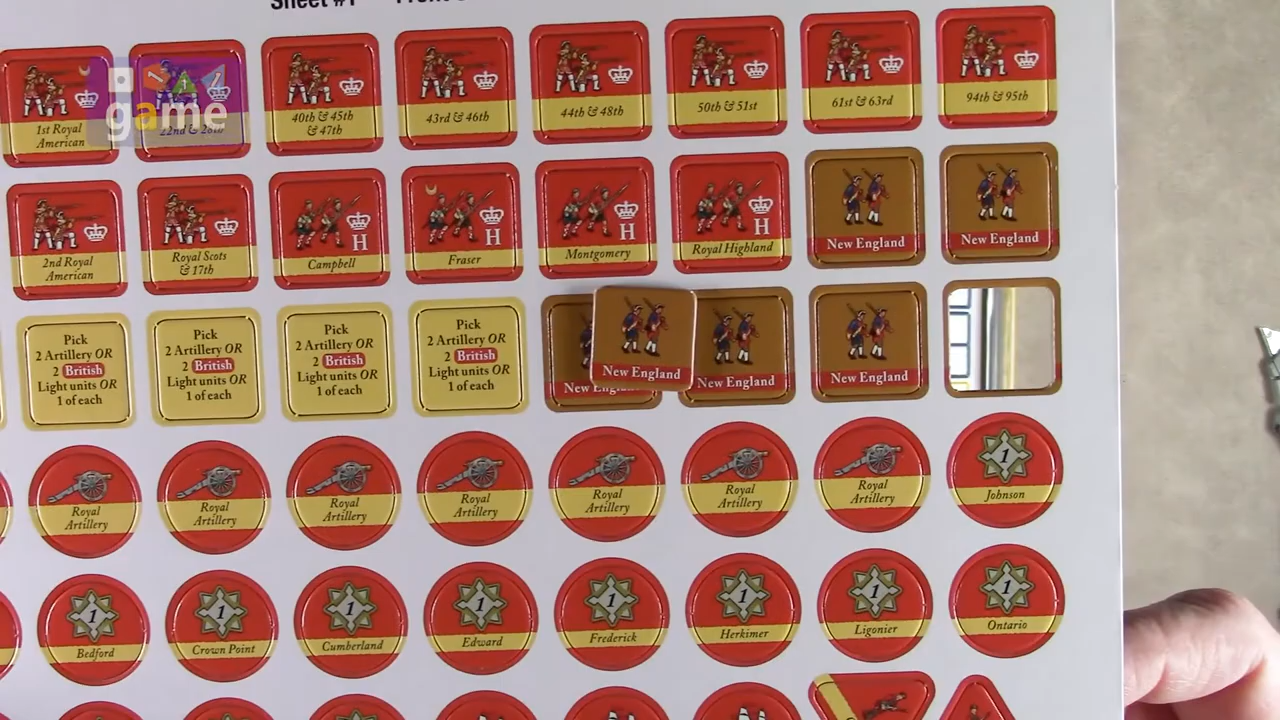 Sheet #1
game
1st Royal
American
22nd & 28th
40th & 45th
& 47th
43rd & 46th
44th & 48th
50th & 51st
61st & 63rd
94th & 95th
2nd Royal
American
Royal Scots
& 17th
H
Campbell
H
Fraser
H
Montgomery
H
Royal Highland
New England
New England
Pick
2 Artillery OR
2 British
Light units OR
1 of each
Pick
2 Artillery OR
2 British
Light units OR
1 of each
Pick
2 Artillery OR
2 British
Light units OR
1 of each
Pick
2 Artillery OR
2 British
Light units OR
1 of each
New England
New England
New England
Royal
Artillery
Royal
Artillery
Royal
Artillery
Royal
Artillery
Royal
Artillery
Royal
Artillery
Royal
Artillery
1
Johnson
1
Bedford
1
Crown Point
1
Cumberland
1
Edward
1
Frederick
1
Herkimer
1
Ligonier
1
Ontario